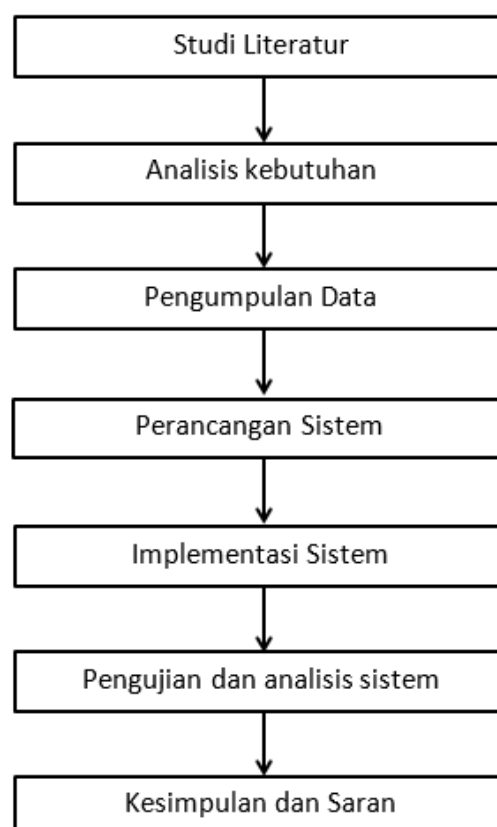 Studi Literatur
Analisis kebutuhan
Pengumpulan Data
Perancangan Sistem
Implementasi Sistem
Pengujian dan analisis sistem
Kesimpulan dan Saran